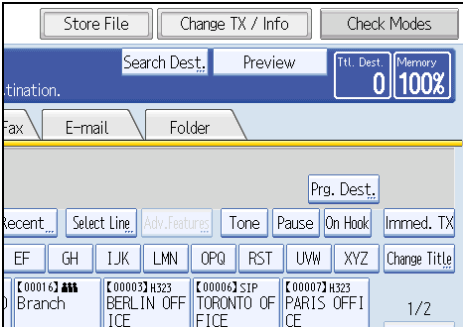 Store File Change TX / Info Check Modes
Search Dest. Preview Ttl. Dest. Memory
tination. 0 100%
Fax E-mail Folder
Prg. Dest.
Recent Select Line Adv.Features Tone Pause On Hook Immed. TX
EF GH IJK LMN OPQ RST UVW XYZ Change Title
【00016】 【00003】H323 【00006】SIP 【00007】H323
Branch BERLIN OFF TORONTO OF PARIS OFFI 1/2
ICE FICE CE